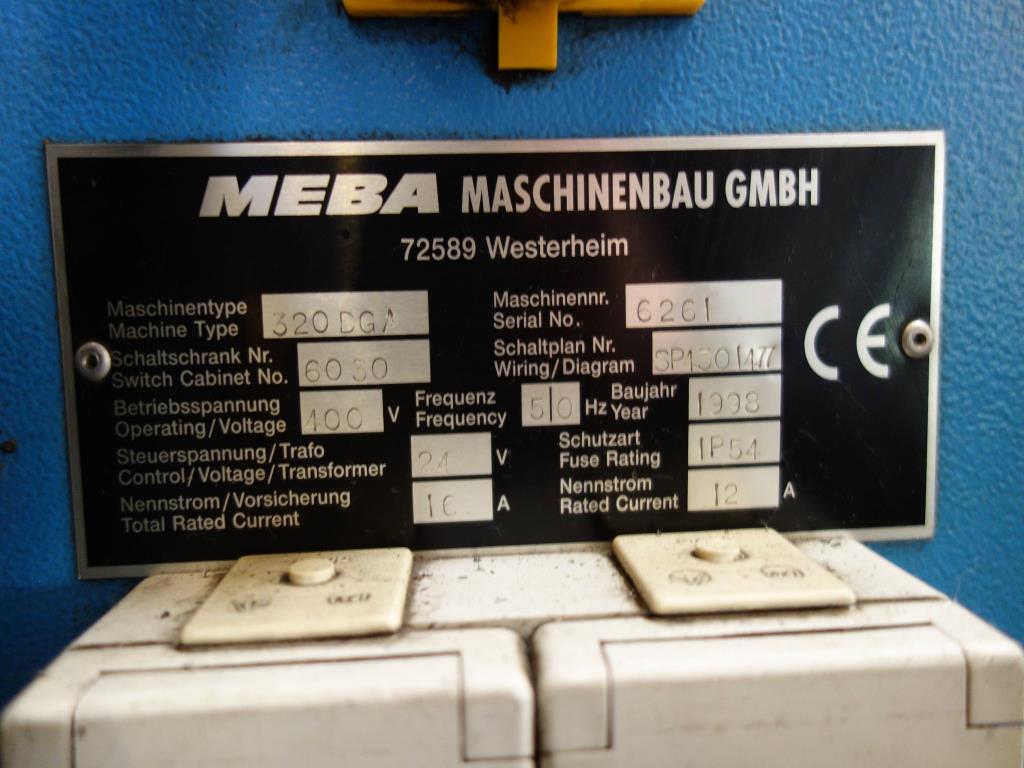 MEBA MASCHINENBAU GMBH
72589 Westerheim
Maschinentype
Machine Type 320 DGA
Maschinennr.
Serial No. 6261
Schaltschrank Nr.
Switch Cabinet No. 6030
Schaltplan Nr.
Wiring/Diagram
Betriebsspannung
Operating/Voltage 400 V
Frequenz
Frequency 50 Hz
Baujahr
Year 1998
Steuerspannung/Trafo
Control/Voltage/Transformer 24 V
Schutzart
Fuse Rating IP54
Nennstrom/Vorsicherung
Total Rated Current 16 A
Nennstrom
Rated Current 12 A
CE